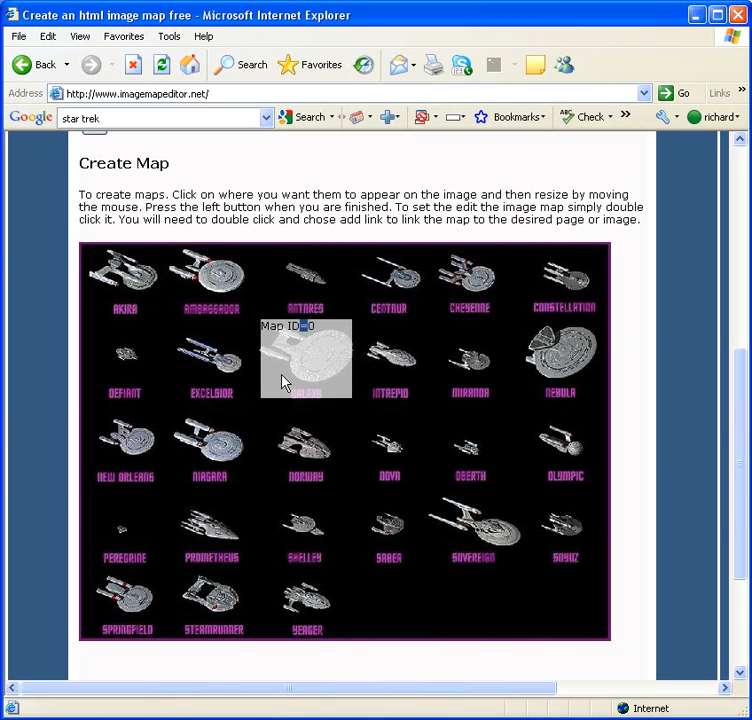 Create an html image map free - Microsoft Internet Explorer
File Edit View Favorites Tools Help
Back Search Favorites
Address http://www.imagemapeditor.net/ Go Links »
Google star trek Search Bookmarks Check » richard
Create Map
To create maps. Click on where you want them to appear on the image and then resize by moving
the mouse. Press the left button when you are finished. To set the edit the image map simply double
click it. You will need to double click and chose add link to link the map to the desired page or image.
AKIRA AMBASSADOR ANTARES CENTAUR CHEYENNE CONSTELLATION
Map ID=0
DEFIANT EXCELSIOR GALAXY INTREPID MIRANDA NEBULA
NEW ORLEANS NIAGARA NORWAY NOVA OBERTH OLYMPIC
PEREGRINE PROMETHEUS SHELLEY SABER SOVEREIGN SOYUZ
SPRINGFIELD STEAMRUNNER YEAGER
Internet